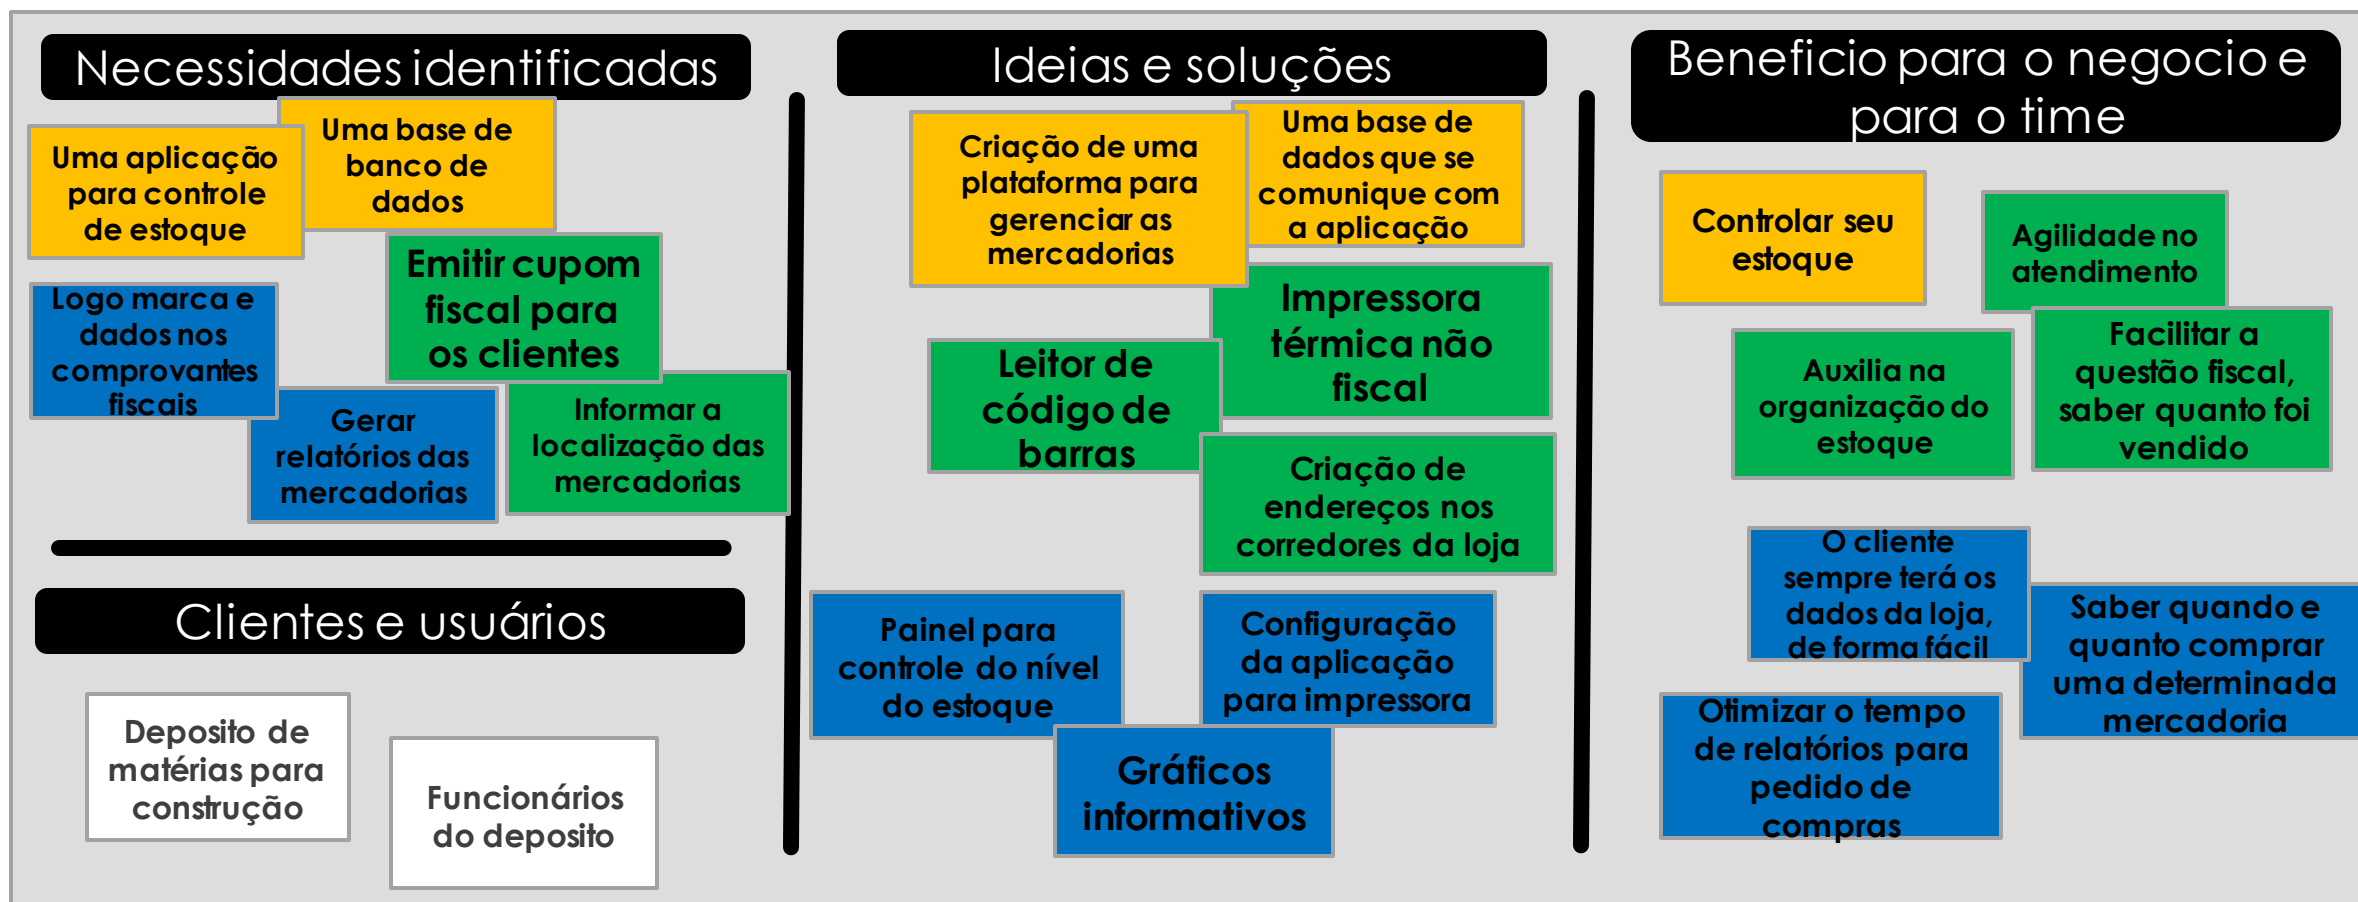 Necessidades identificadas
Uma aplicação
para controle
de estoque
Uma base de
banco de
dados
Emitir cupom
fiscal para
os clientes
Logo marca e
dados nos
comprovantes
fiscais
Gerar
relatórios das
mercadorias
Informar a
localização das
mercadorias
Clientes e usuários
Deposito de
matérias para
construção
Funcionários
do deposito
Ideias e soluções
Criação de uma
plataforma para
gerenciar as
mercadorias
Uma base de
dados que se
comunique com
a aplicação
Impressora
térmica não
fiscal
Leitor de
código de
barras
Criação de
endereços nos
corredores da loja
Painel para
controle do nível
do estoque
Configuração
da aplicação
para impressora
Gráficos
informativos
Beneficio para o negocio e
para o time
Controlar seu
estoque
Agilidade no
atendimento
Auxilia na
organização do
estoque
Facilitar a
questão fiscal,
saber quanto foi
vendido
O cliente
sempre terá os
dados da loja,
de forma fácil
Saber quando e
quanto comprar
uma determinada
mercadoria
Otimizar o tempo
de relatórios para
pedido de
compras